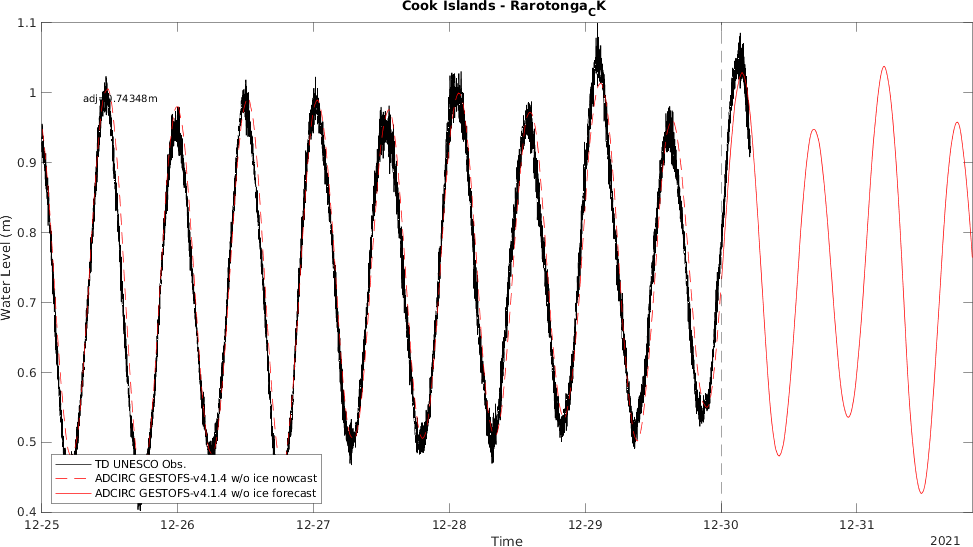 Cook Islands - Rarotonga_CK
1.1
1
0.9
0.8
0.7
0.6
0.5
0.4
Water Level (m)
.74348m
TD UNESCO Obs.
ADCIRC GESTOFS-v4.1.4 w/o ice nowcast
ADCIRC GESTOFS-v4.1.4 w/o ice forecast
12-25 12-26 12-27 12-28 12-29 12-30 12-31
Time
2021